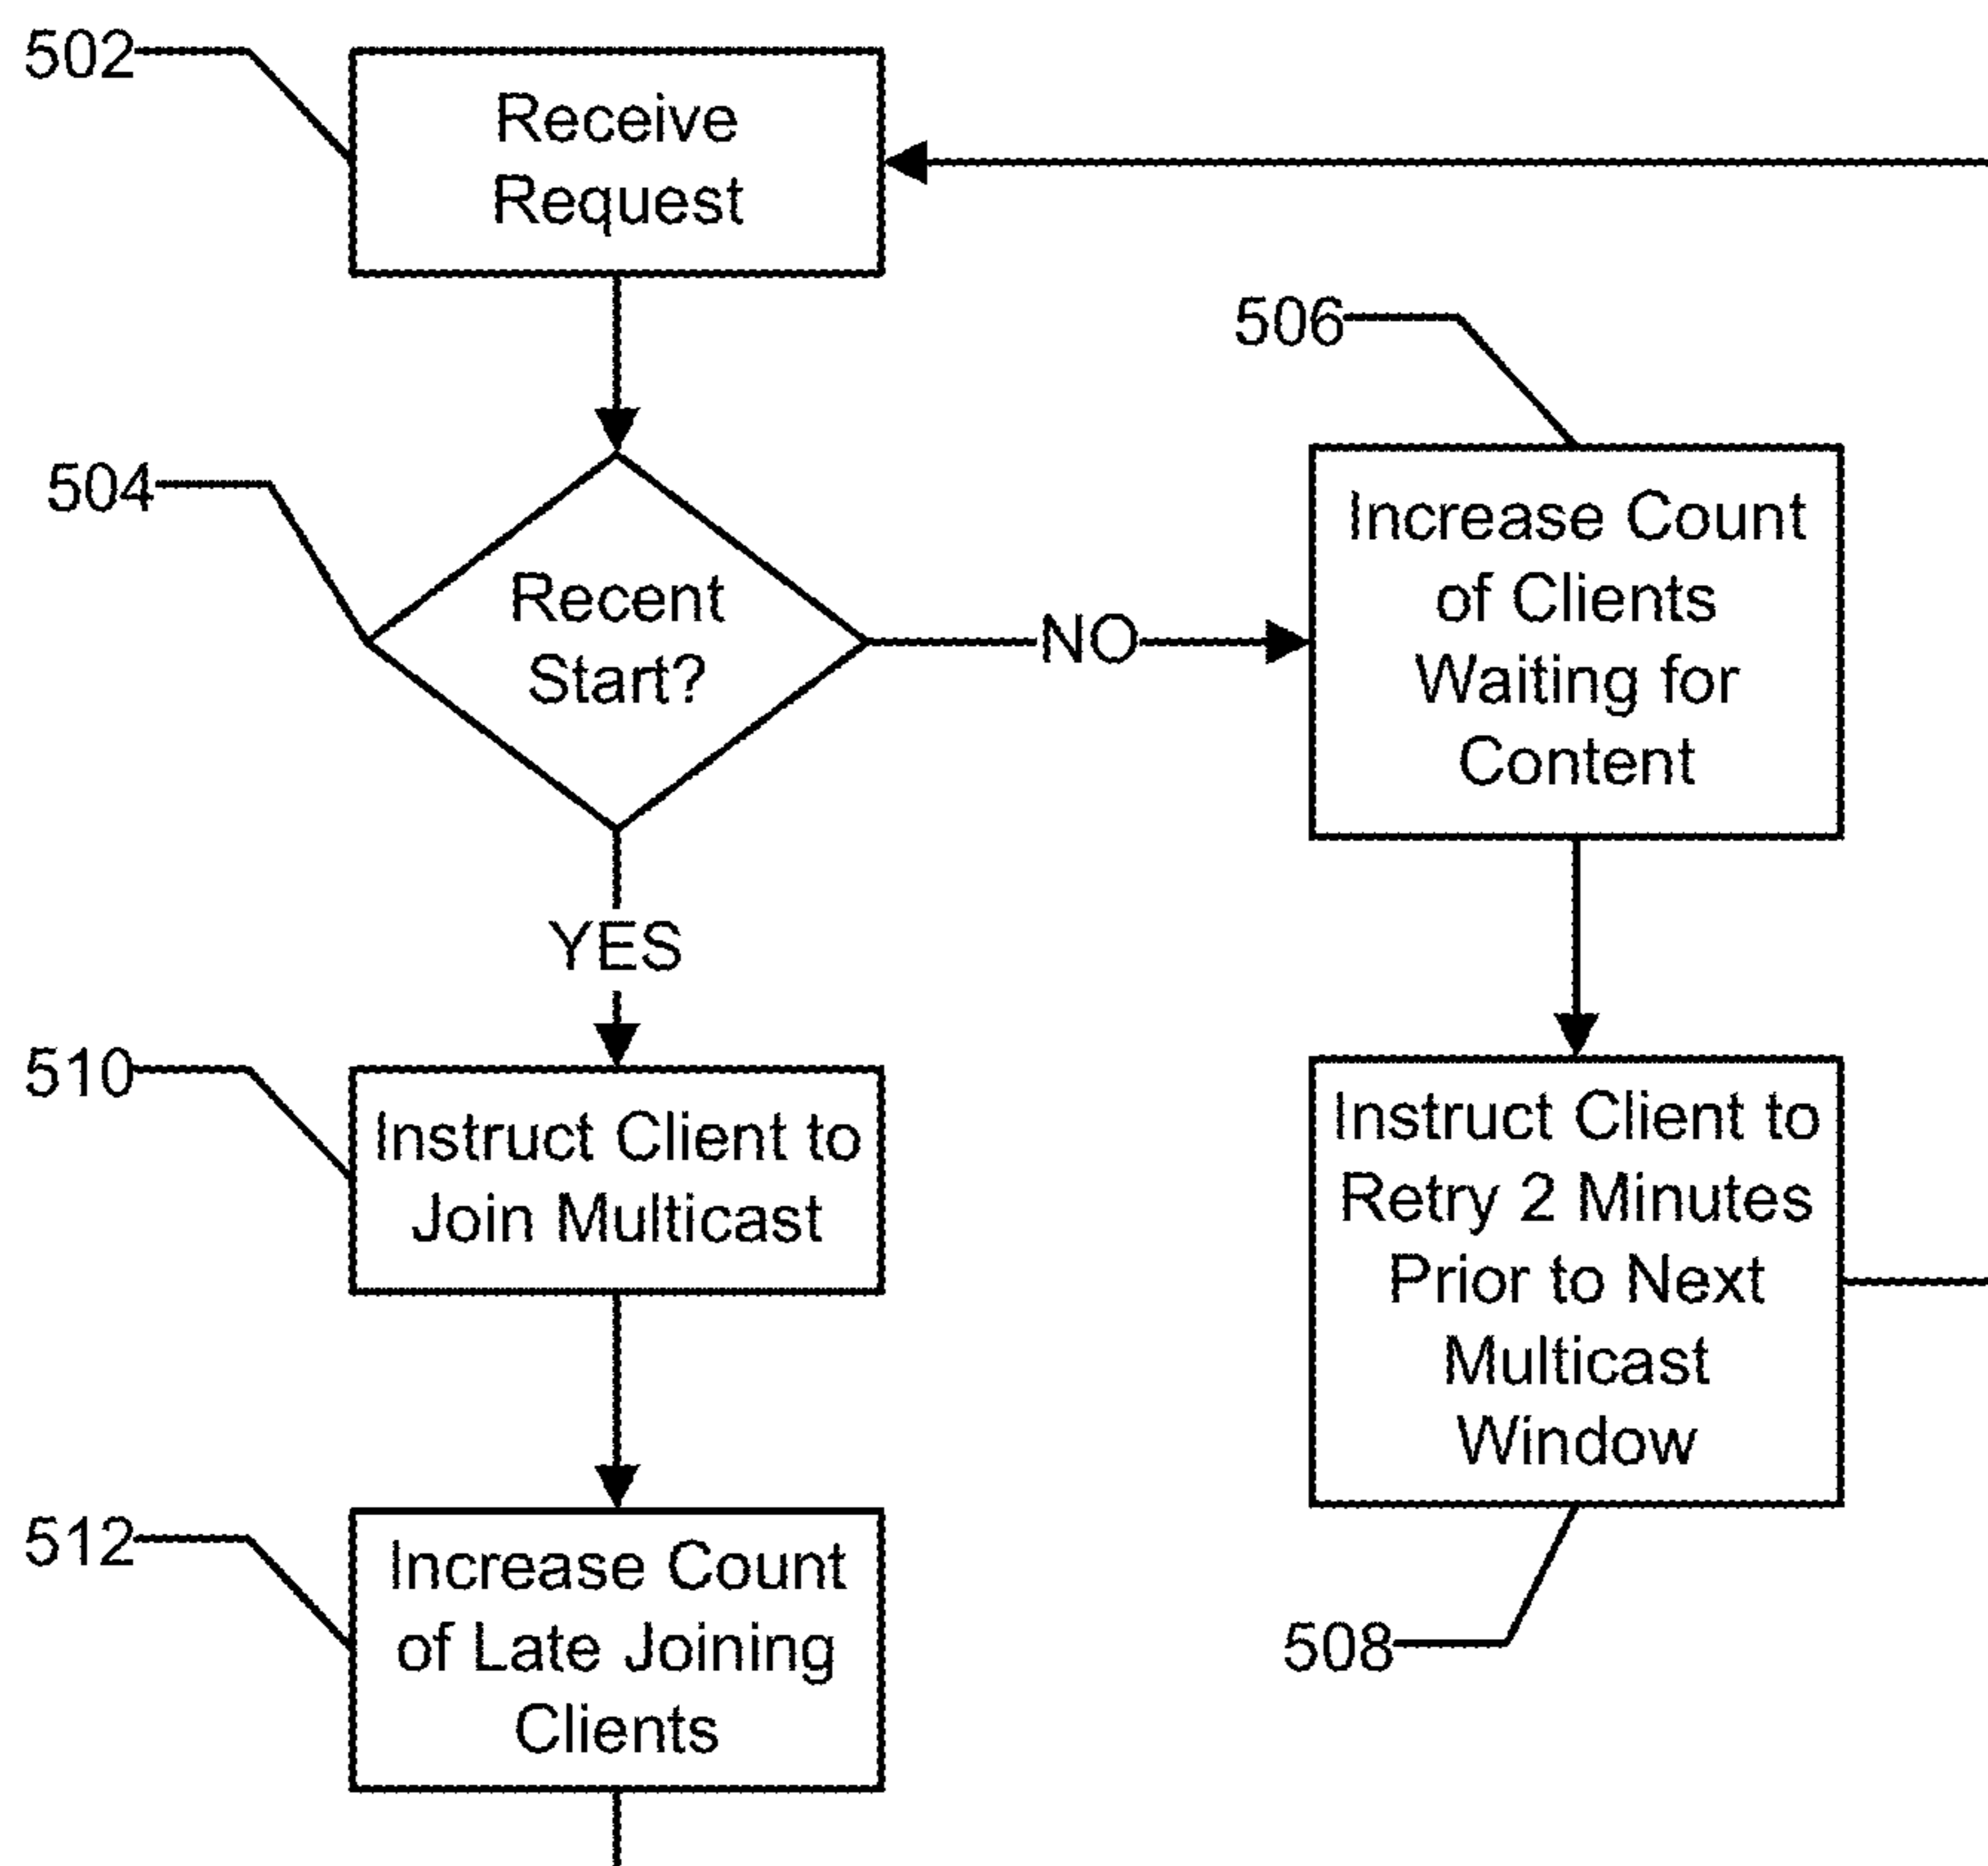 502
Receive
Request
506
504
Recent
Start?
NO
Increase Count
of Clients
Waiting for
Content
YES
510
Instruct Client to
Join Multicast
Instruct Client to
Retry 2 Minutes
Prior to Next
Multicast
Window
512
Increase Count
of Late Joining
Clients
508